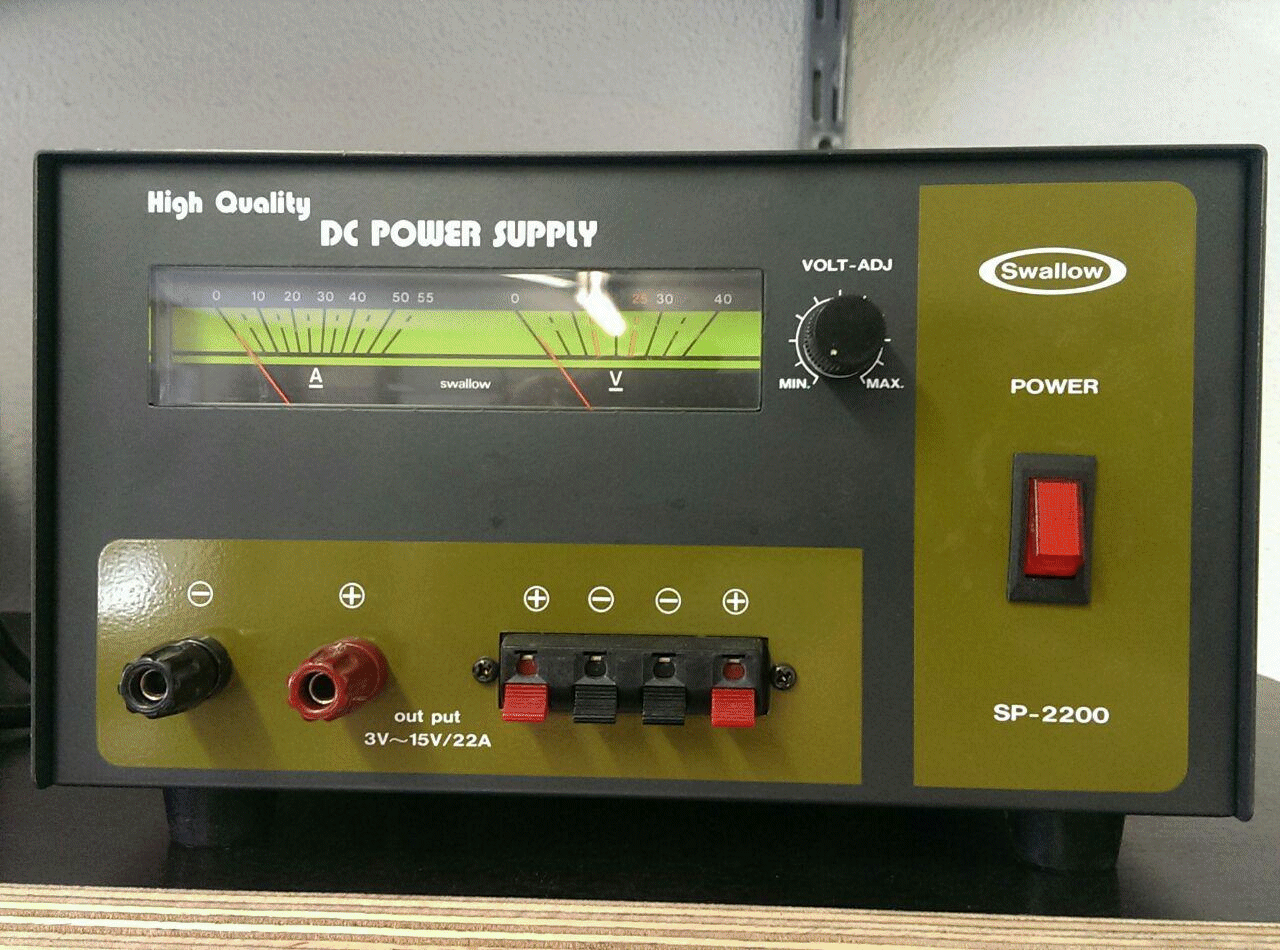 High Quality
DC POWER SUPPLY
0 10 20 30 40 50 55
0 25 30 40
A
swallow
V
VOLT-ADJ
MIN. MAX.
Swallow
POWER
⊖ ⊕
⊕ ⊖ ⊖ ⊕
out put
3V~15V/22A
SP-2200